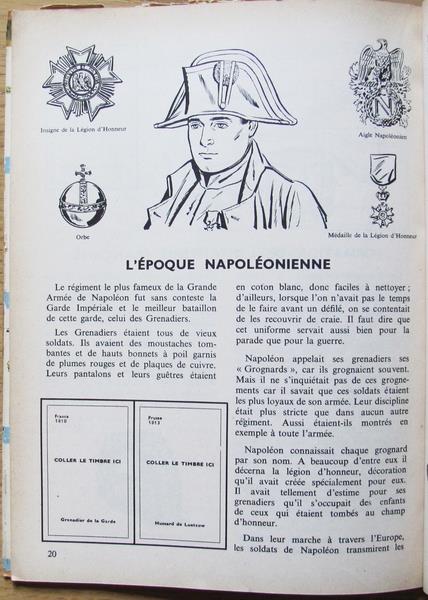 Insigne de la Légion d'Honneur
Aigle Napoléonien
N
Orbe
Médaille de la Légion d'Honneur
L'ÉPOQUE NAPOLÉONIENNE
Le régiment le plus fameux de la Grande
Armée de Napoléon fut sans conteste la
Garde Impériale et le meilleur bataillon
de cette garde, celui des Grenadiers.
Les Grenadiers étaient tous de vieux
soldats. Ils avaient des moustaches tom-
bantes et de hauts bonnets à poil garnis
de plumes rouges et de plaques de cuivre.
Leurs pantalons et leurs guêtres étaient
France
1810
COLLER LE TIMBRE ICI
Grenadier de la Garde
Prusse
1813
COLLER LE TIMBRE ICI
Hussard de Luetzow
20
en coton blanc, donc faciles à nettoyer ;
d'ailleurs, lorsque l'on n'avait pas le temps
de le faire avant un défilé, on se contentait
de les recouvrir de craie. Il faut dire que
cet uniforme servait aussi bien pour la
parade que pour la guerre.
Napoléon appelait ses grenadiers ses
« Grognards », car ils grognaient souvent.
Mais il ne s'inquiétait pas de ces grogne-
ments car il savait que ces soldats étaient
les plus loyaux de son armée. Leur discipline
était plus stricte que dans aucun autre
régiment. Aussi étaient-ils montrés en
exemple à toute l'armée.
Napoléon connaissait chaque grognard
par son nom. A beaucoup d'entre eux il
décerna la légion d'honneur, décoration
qu'il avait créée spécialement pour eux.
Il avait tellement d'estime pour ses
grenadiers qu'il s'occupait des enfants
de ceux qui étaient tombés au champ
d'honneur.
Dans leur marche à travers l'Europe,
les soldats de Napoléon transmirent les